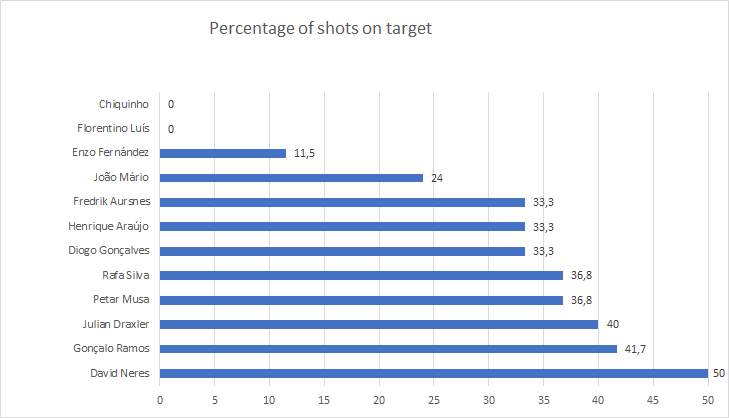 Percentage of shots on target
Chiquinho 0
Florentino Luís 0
Enzo Fernández 11,5
João Mário 24
Fredrik Aursnes 33,3
Henrique Araújo 33,3
Diogo Gonçalves 33,3
Rafa Silva 36,8
Petar Musa 36,8
Julian Draxler 40
Gonçalo Ramos 41,7
David Neres 50
0 5 10 15 20 25 30 35 40 45 50